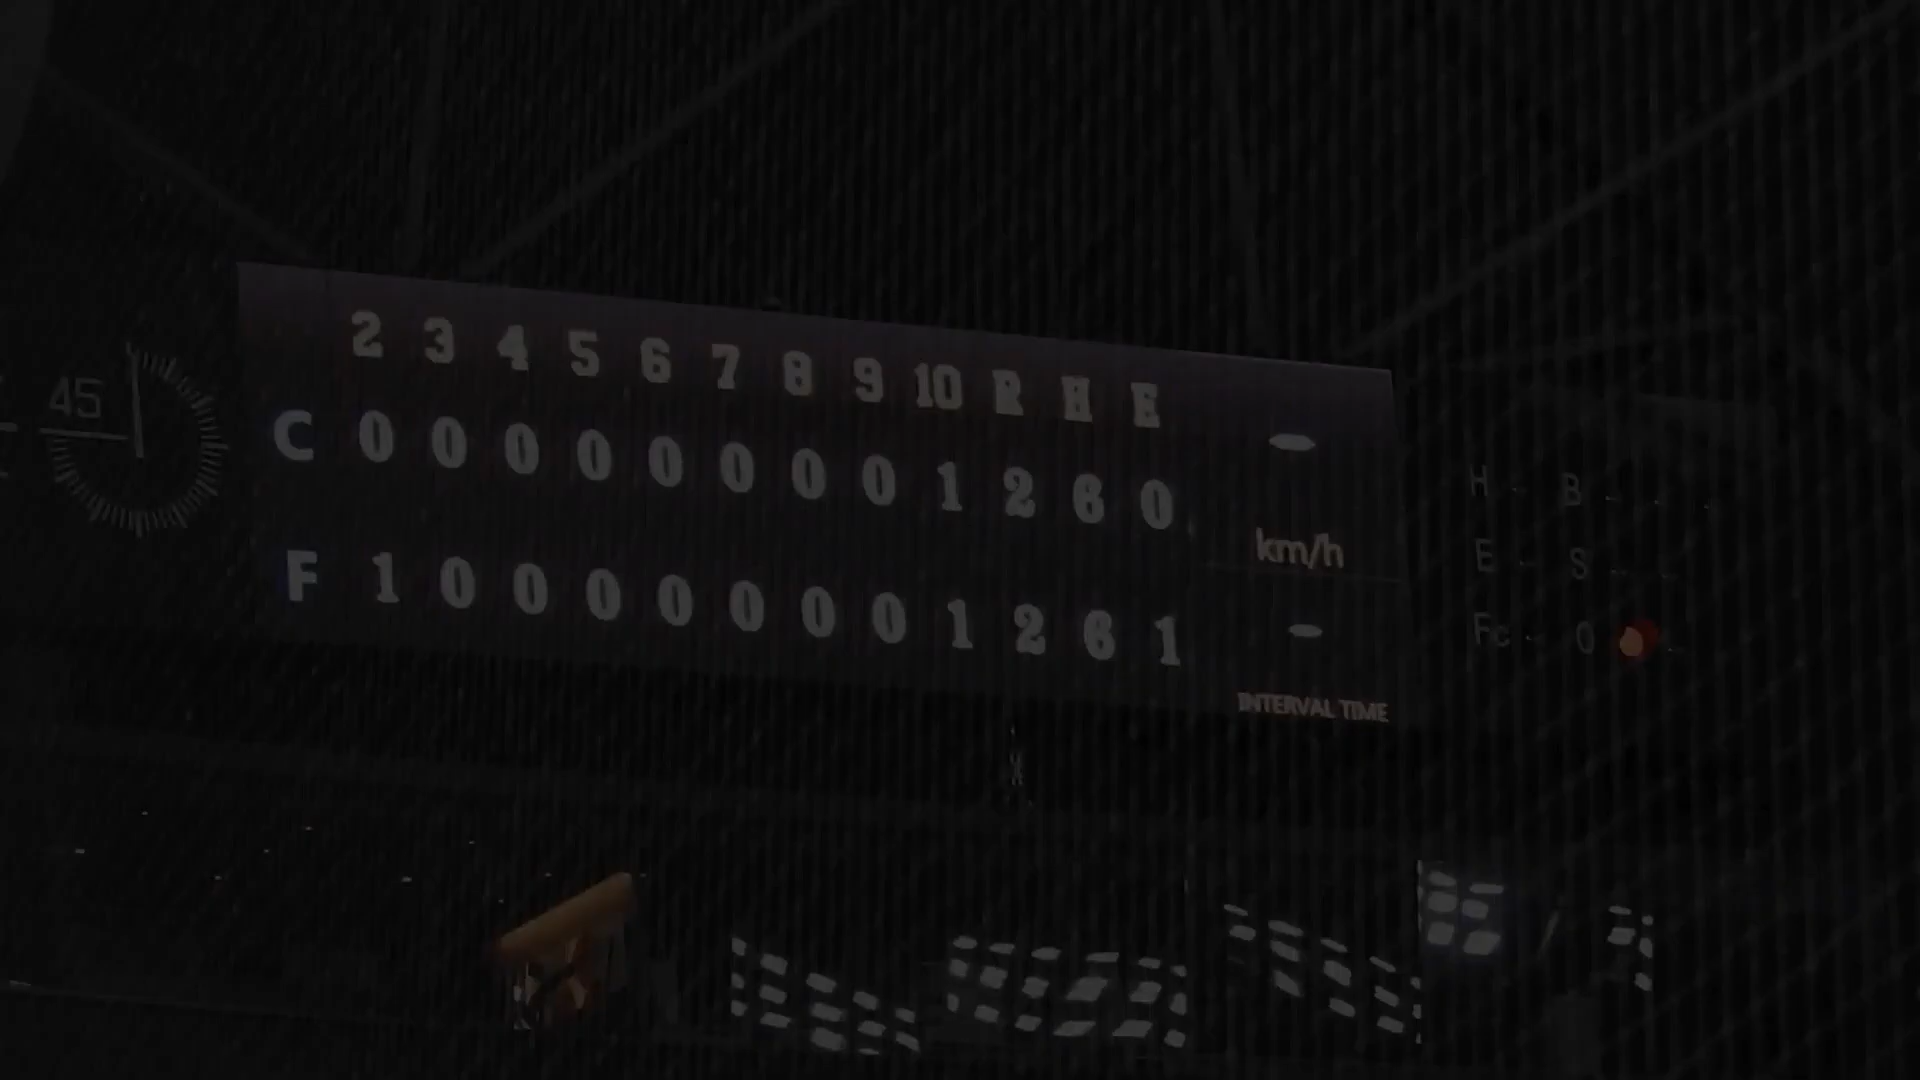 45
2 3 4 5 6 7 8 9 10 R H E
C 0 0 0 0 0 0 0 0 1 2 6 0
F 1 0 0 0 0 0 0 0 1 2 6 1
km/h
INTERVAL TIME
H B
E S
Fc O